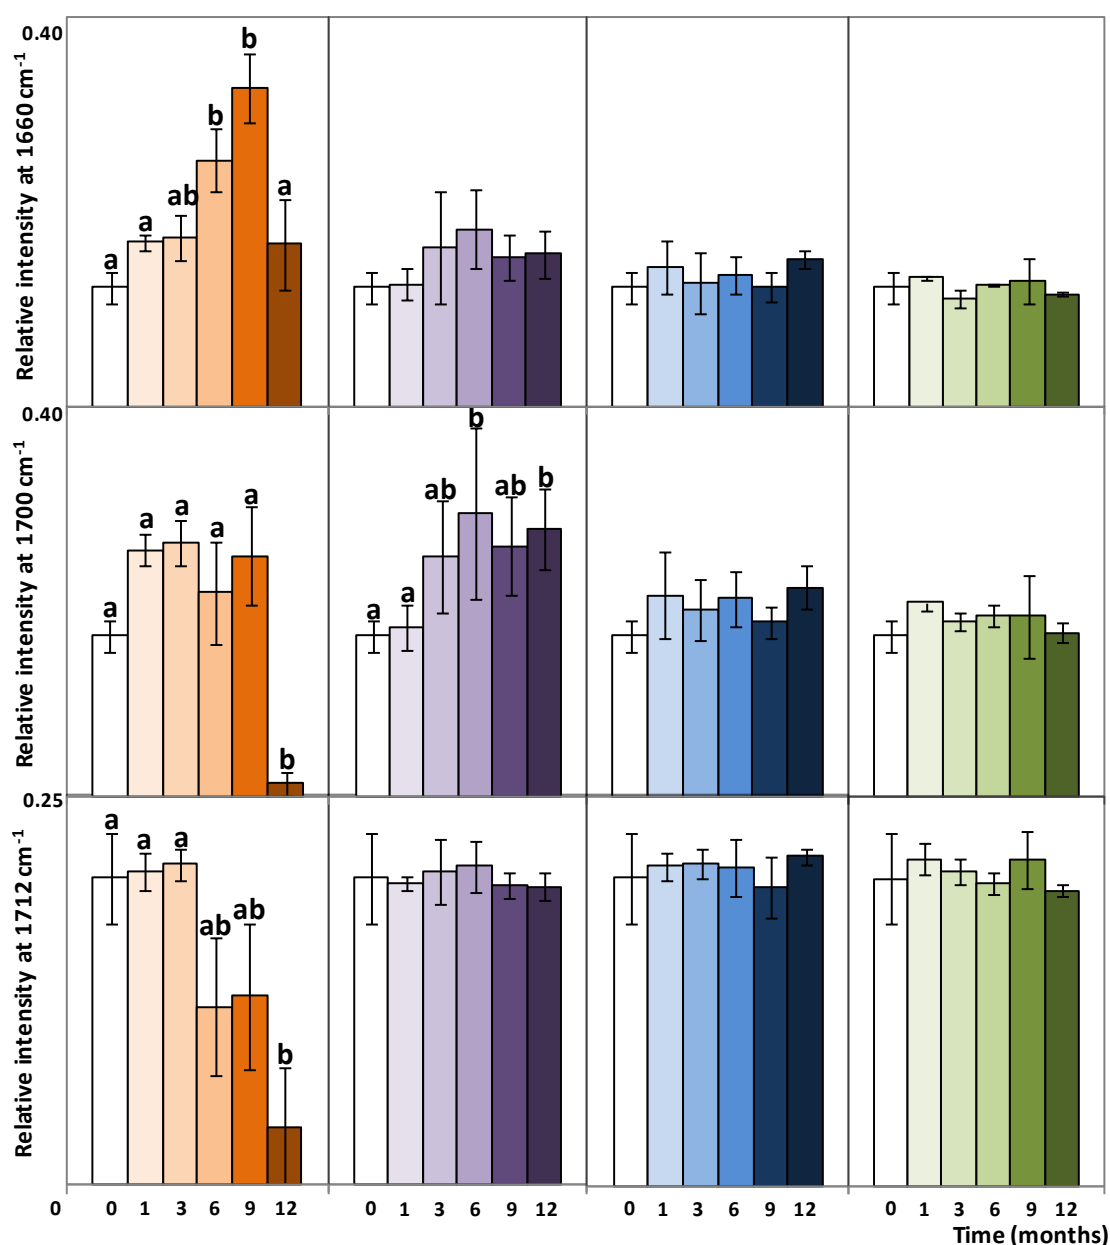 0.40
Relative intensity at 1660 cm⁻¹
a
a
ab
b
b
a
0.40
Relative intensity at 1700 cm⁻¹
a
a
a
a
a
b
a
a
ab
b
ab
b
0.25
Relative intensity at 1712 cm⁻¹
a
a
a
ab
ab
b
0
0 1 3 6 9 12
0 1 3 6 9 12
0 1 3 6 9 12
0 1 3 6 9 12
Time (months)